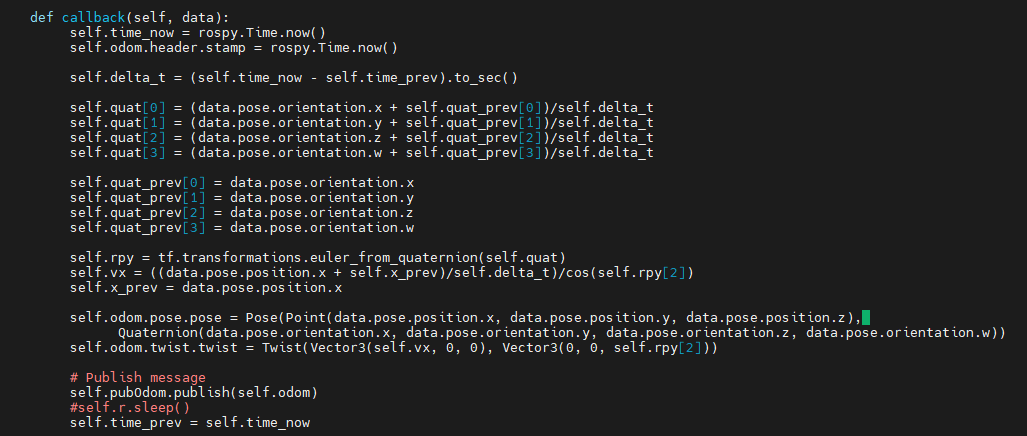 def callback(self, data):
self.time_now = rospy.Time.now()
self.odom.header.stamp = rospy.Time.now()
self.delta_t = (self.time_now - self.time_prev).to_sec()
self.quat[0] = (data.pose.orientation.x + self.quat_prev[0])/self.delta_t
self.quat[1] = (data.pose.orientation.y + self.quat_prev[1])/self.delta_t
self.quat[2] = (data.pose.orientation.z + self.quat_prev[2])/self.delta_t
self.quat[3] = (data.pose.orientation.w + self.quat_prev[3])/self.delta_t
self.quat_prev[0] = data.pose.orientation.x
self.quat_prev[1] = data.pose.orientation.y
self.quat_prev[2] = data.pose.orientation.z
self.quat_prev[3] = data.pose.orientation.w
self.rpy = tf.transformations.euler_from_quaternion(self.quat)
self.vx = ((data.pose.position.x + self.x_prev)/self.delta_t)/cos(self.rpy[2])
self.x_prev = data.pose.position.x
self.odom.pose.pose = Pose(Point(data.pose.position.x, data.pose.position.y, data.pose.position.z),
Quaternion(data.pose.orientation.x, data.pose.orientation.y, data.pose.orientation.z, data.pose.orientation.w))
self.odom.twist.twist = Twist(Vector3(self.vx, 0, 0), Vector3(0, 0, self.rpy[2]))
# Publish message
self.pubOdom.publish(self.odom)
#self.r.sleep()
self.time_prev = self.time_now